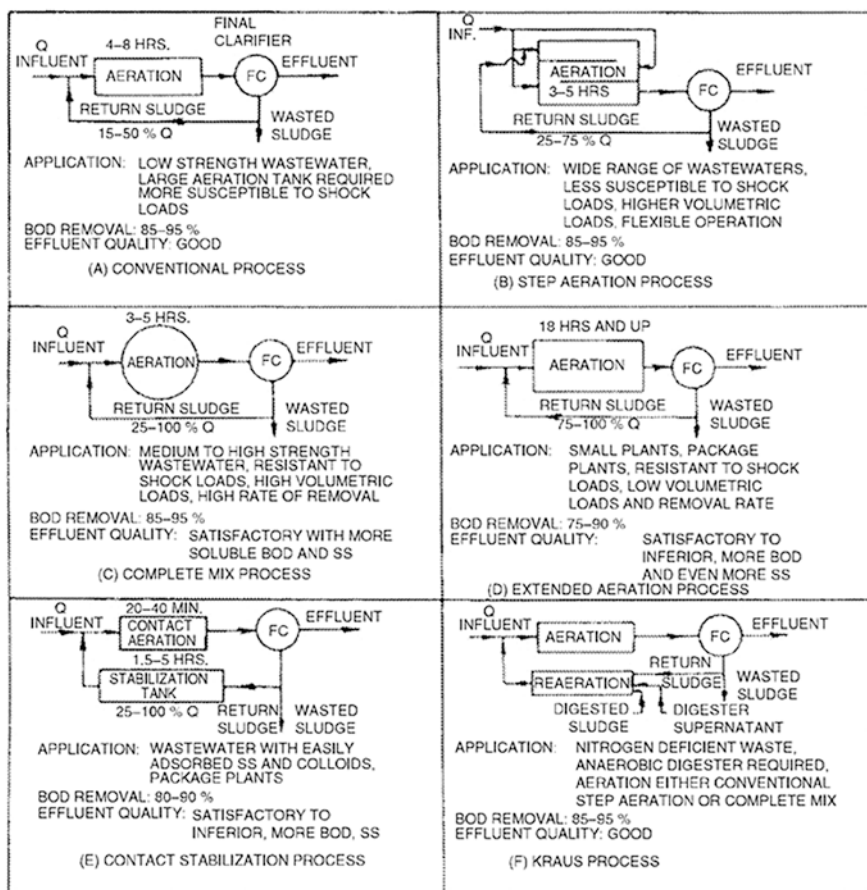 Q
INFLUENT
4–8 HRS.
AERATION
FINAL
CLARIFIER
FC
EFFLUENT
RETURN SLUDGE
15–50 % Q
WASTED
SLUDGE
APPLICATION: LOW STRENGTH WASTEWATER,
LARGE AERATION TANK REQUIRED
MORE SUSCEPTIBLE TO SHOCK
LOADS
BOD REMOVAL: 85–95 %
EFFLUENT QUALITY: GOOD
(A) CONVENTIONAL PROCESS
Q
INF.
AERATION
3–5 HRS
FC
EFFLUENT
RETURN SLUDGE
25–75 % Q
WASTED
SLUDGE
APPLICATION: WIDE RANGE OF WASTEWATERS,
LESS SUSCEPTIBLE TO SHOCK
LOADS, HIGHER VOLUMETRIC
LOADS, FLEXIBLE OPERATION
BOD REMOVAL: 85–95 %
EFFLUENT QUALITY: GOOD
(B) STEP AERATION PROCESS
Q
INFLUENT
3–5 HRS.
AERATION
FC
EFFLUENT
RETURN SLUDGE
25–100 % Q
WASTED
SLUDGE
APPLICATION: MEDIUM TO HIGH STRENGTH
WASTEWATER, RESISTANT TO
SHOCK LOADS, HIGH VOLUMETRIC
LOADS, HIGH RATE OF REMOVAL
BOD REMOVAL: 85–95 %
EFFLUENT QUALITY: SATISFACTORY WITH MORE
SOLUBLE BOD AND SS
(C) COMPLETE MIX PROCESS
Q
INFLUENT
18 HRS AND UP
AERATION
FC
EFFLUENT
RETURN SLUDGE
75–100 % Q
WASTED
SLUDGE
APPLICATION: SMALL PLANTS, PACKAGE
PLANTS, RESISTANT TO SHOCK
LOADS, LOW VOLUMETRIC
LOADS AND REMOVAL RATE
BOD REMOVAL: 75–90 %
EFFLUENT QUALITY: SATISFACTORY TO
INFERIOR, MORE BOD
AND EVEN MORE SS
(D) EXTENDED AERATION PROCESS
Q
INFLUENT
20–40 MIN.
CONTACT
AERATION
FC
EFFLUENT
1.5–5 HRS.
STABILIZATION
TANK
25–100 % Q
RETURN
SLUDGE
WASTED
SLUDGE
APPLICATION: WASTEWATER WITH EASILY
ADSORBED SS AND COLLOIDS,
PACKAGE PLANTS
BOD REMOVAL: 80–90 %
EFFLUENT QUALITY: SATISFACTORY TO
INFERIOR, MORE BOD, SS
(E) CONTACT STABILIZATION PROCESS
Q
INFLUENT
AERATION
FC
EFFLUENT
RETURN
SLUDGE
REAERATION
WASTED
SLUDGE
DIGESTED
SLUDGE
DIGESTER
SUPERNATANT
APPLICATION: NITROGEN DEFICIENT WASTE,
ANAEROBIC DIGESTER REQUIRED,
AERATION EITHER CONVENTIONAL
STEP AERATION OR COMPLETE MIX
BOD REMOVAL: 85–95 %
EFFLUENT QUALITY: GOOD
(F) KRAUS PROCESS